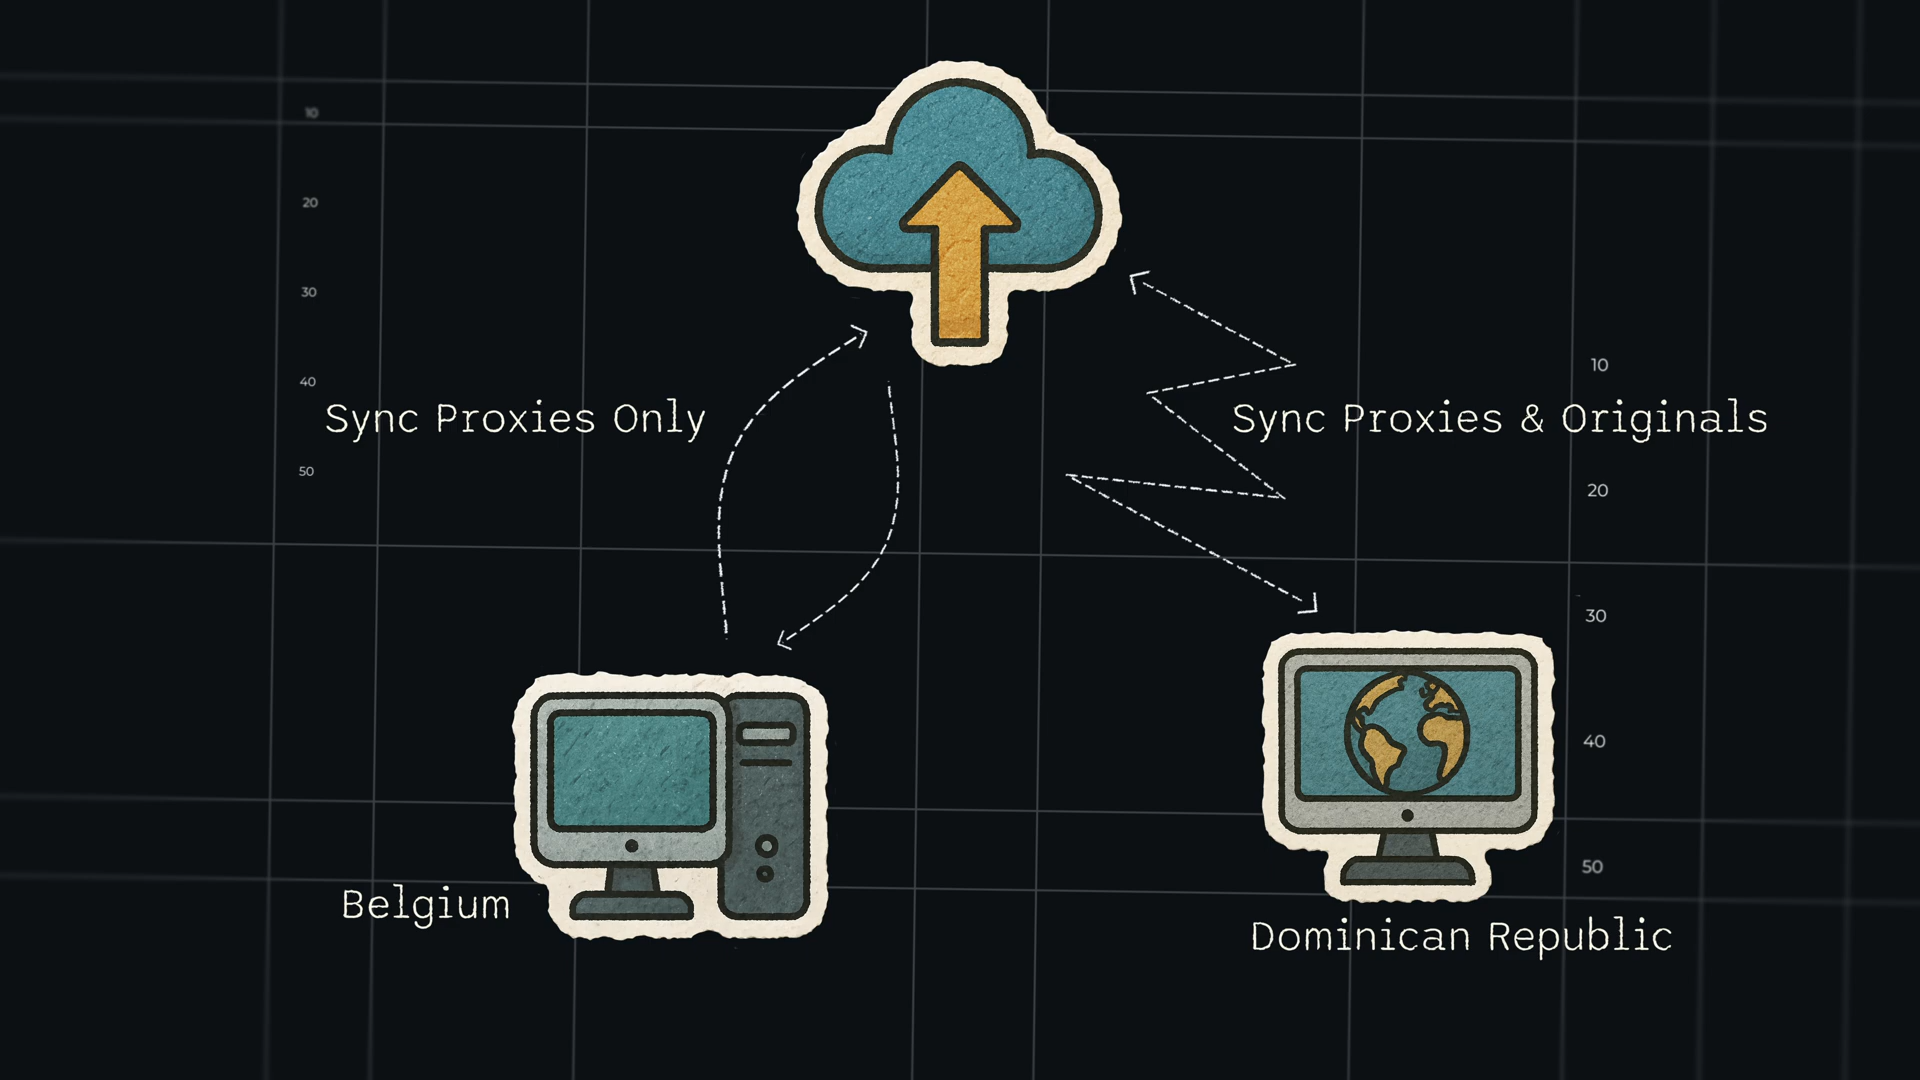 10
20
30
40
50
Sync Proxies Only
Sync Proxies & Originals
10
20
30
40
50
Belgium
Dominican Republic